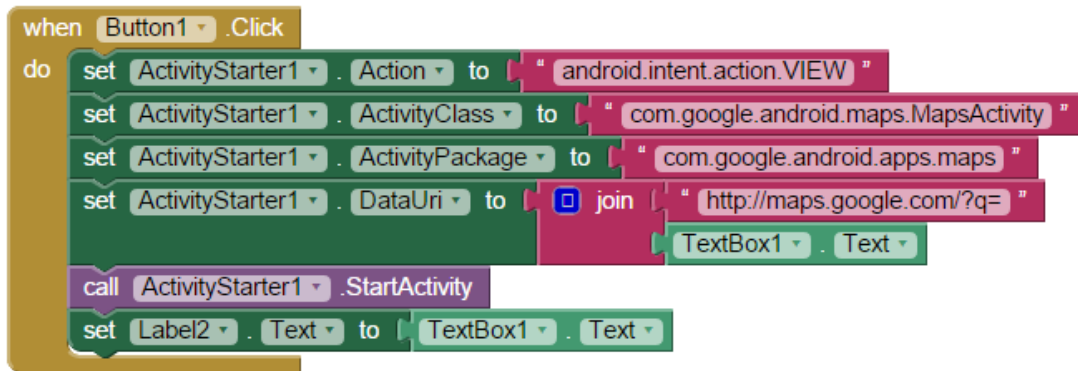 when Button1 .Click
do set ActivityStarter1 . Action to " android.intent.action.VIEW "
set ActivityStarter1 . ActivityClass to " com.google.android.maps.MapsActivity "
set ActivityStarter1 . ActivityPackage to " com.google.android.apps.maps "
set ActivityStarter1 . DataUri to join " http://maps.google.com/?q= "
TextBox1 . Text
call ActivityStarter1 .StartActivity
set Label2 . Text to TextBox1 . Text